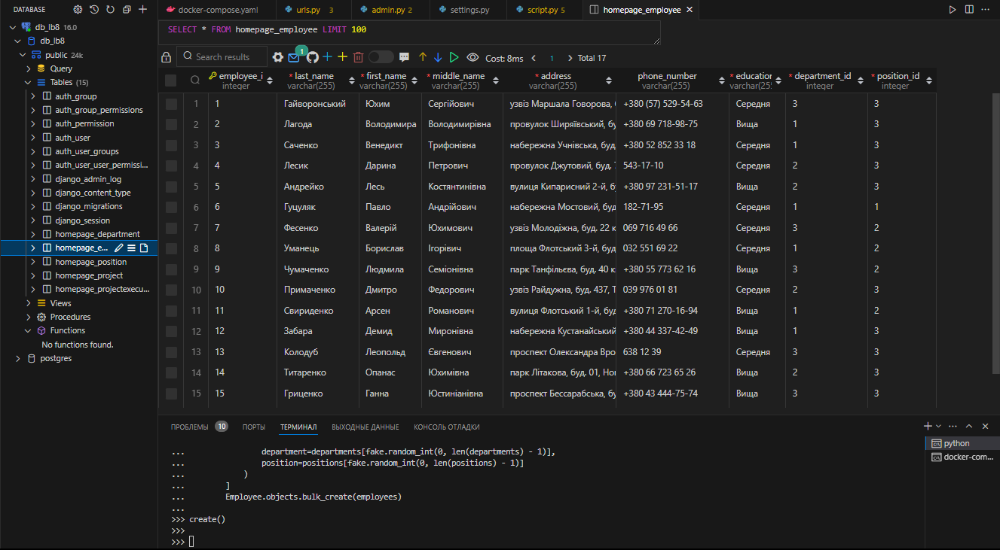 DATABASE
db_lb8 16.0
db_lb8
public 24k
Query
Tables (15)
auth_group
auth_group_permissions
auth_permission
auth_user
auth_user_groups
auth_user_user_permissi...
django_admin_log
django_content_type
django_migrations
django_session
homepage_department
homepage_e...
homepage_position
homepage_project
homepage_projectexecu...
Views
Procedures
Functions
No functions found.
postgres
docker-compose.yaml
urls.py 3
admin.py 2
settings.py
script.py 5
homepage_employee
SELECT * FROM homepage_employee LIMIT 100
Search results
1
Cost: 8ms
1
Total 17
employee_i * last_name * first_name * middle_name * address phone_number * educatior * department_id * position_id
integer varchar(255) varchar(255) varchar(255) varchar(255) varchar(255) varchar(25! integer integer
1 1 Гайворонський Юхим Сергійович узвіз Маршала Говорова, +380 (57) 529-54-63 Середня 3 3
2 2 Лагода Володимира Володимирівна провулок Ширяївський, бу +380 69 718-98-75 Вища 1 3
3 3 Саченко Венедикт Трифонівна набережна Учнівська, буд +380 52 852 33 18 Середня 1 3
4 4 Лесик Дарина Петрович провулок Джутовий, буд. 543-17-10 Середня 2 3
5 5 Андрейко Лесь Костянтинівна вулиця Кипарисний 2-й, б +380 97 231-51-17 Вища 2 3
6 6 Гуцуляк Павло Андрійович набережна Мостовий, буд 182-71-95 Середня 1 1
7 7 Фесенко Валерій Юхимович узвіз Молодіжна, буд. 22 к 069 716 49 66 Середня 3 2
8 8 Уманець Борислав Ігорівич площа Флотський 3-й, буд 032 551 69 22 Середня 1 2
9 9 Чумаченко Людмила Семіонівна парк Танфільєва, буд. 40 к +380 55 773 62 16 Вища 3 2
10 10 Примаченко Дмитро Федорович узвіз Райдужна, буд. 437, Т 039 976 01 81 Середня 2 3
11 11 Свириденко Арсен Романович вулиця Флотський 1-й, буд +380 71 270-16-94 Вища 1 2
12 12 Забара Демид Миронівна набережна Кустанайський +380 44 337-42-49 Вища 1 3
13 13 Колодуб Леопольд Євгенович проспект Олександра Вро 638 12 39 Середня 3 3
14 14 Титаренко Опанас Юхимівна парк Літакова, буд. 01, Но +380 66 723 65 26 Вища 2 3
15 15 Гриценко Ганна Юстиніанівна проспект Бессарабська, бу +380 43 444-75-74 Вища 3 3
ПРОБЛЕМЫ 10 ПОРТЫ ТЕРМИНАЛ ВЫХОДНЫЕ ДАННЫЕ КОНСОЛЬ ОТЛАДКИ
... department=departments[fake.random_int(0, len(departments) - 1)],
... position=positions[fake.random_int(0, len(positions) - 1)]
... )
... ]
... Employee.objects.bulk_create(employees)
...
>>> create()
>>>
>>>
python
docker-com...